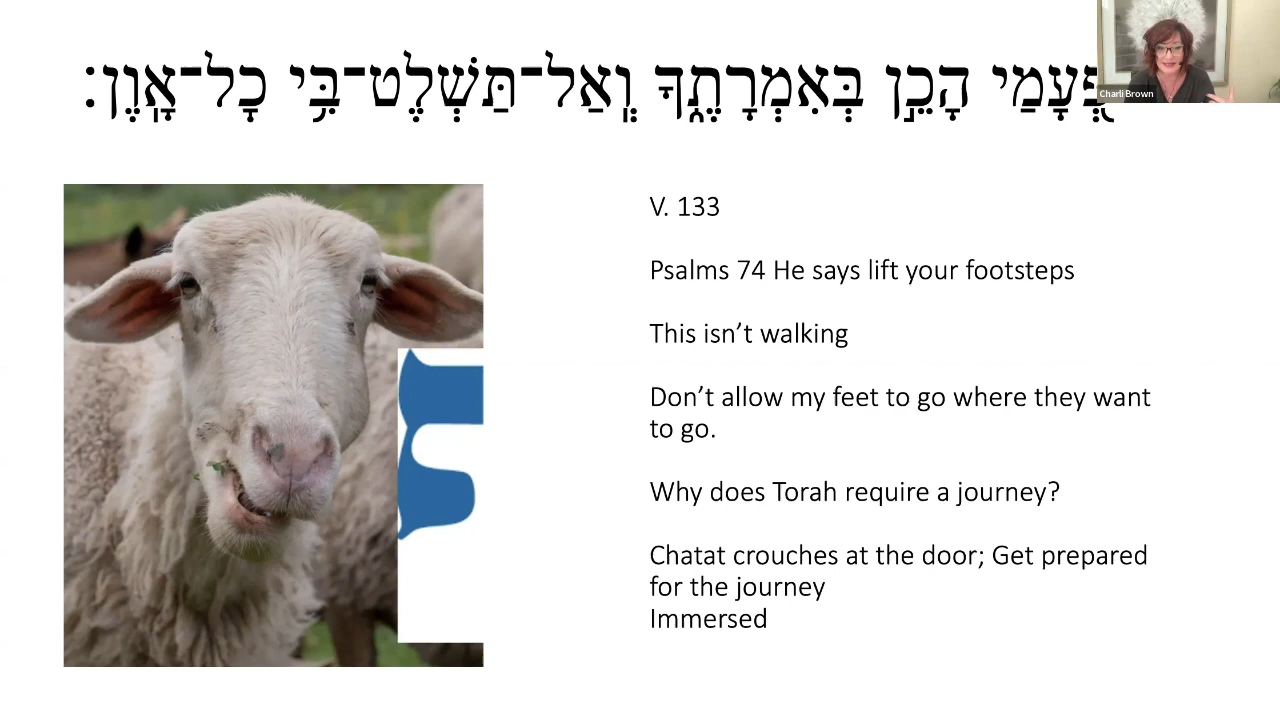 פְּ֭עָמַי הָכֵ֣ן בְּאִמְרָתֶ֑ךָ וְֽאַל־תַּשְׁלֶט־בִּ֥י כָל־אָֽוֶן׃
Charli Brown
V. 133
Psalms 74 He says lift your footsteps
This isn’t walking
Don’t allow my feet to go where they want
to go.
Why does Torah require a journey?
Chatat crouches at the door; Get prepared
for the journey
Immersed
פ